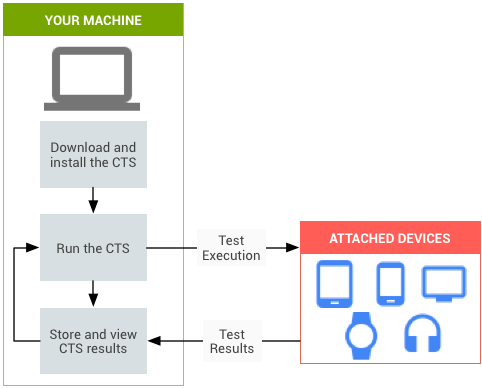 YOUR MACHINE
Download and
install the CTS
Run the CTS
Test
Execution
ATTACHED DEVICES
Store and view
CTS results
Test
Results